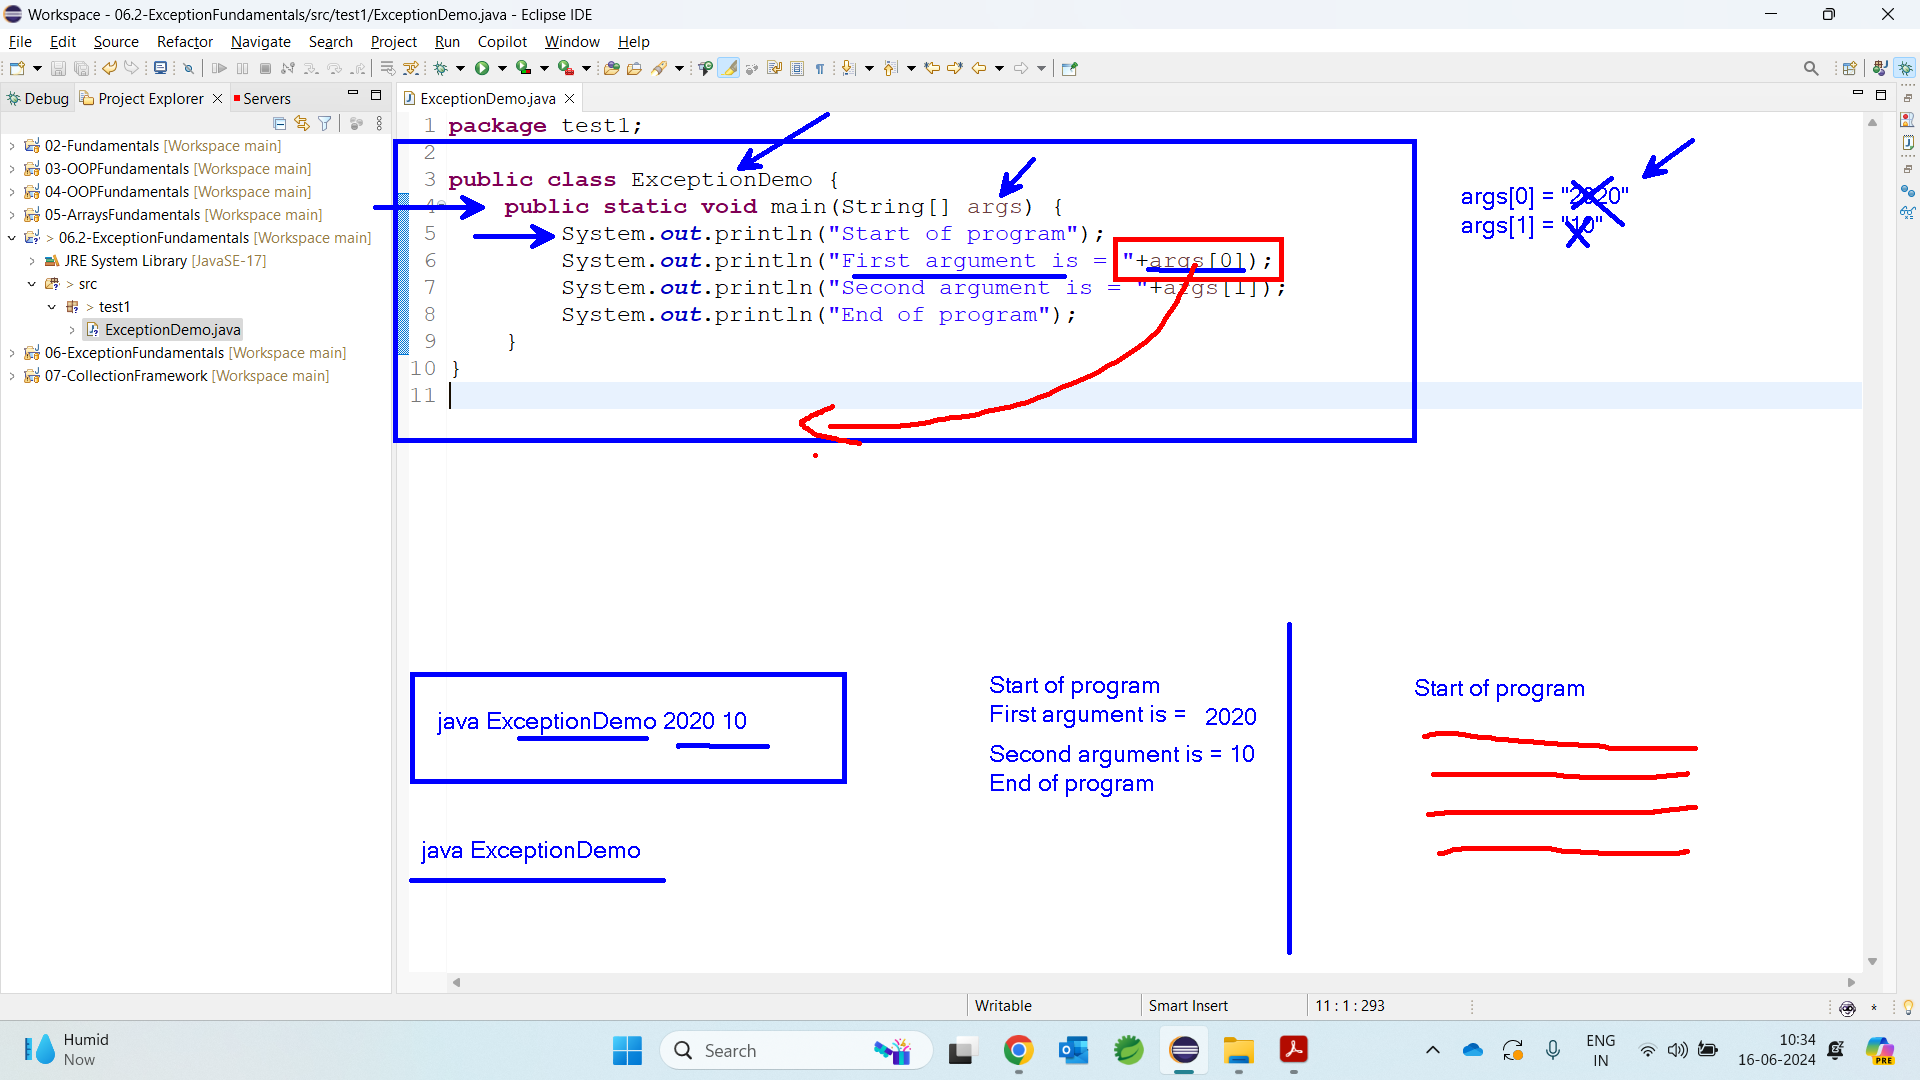 Workspace - 06.2-ExceptionFundamentals/src/test1/ExceptionDemo.java - Eclipse IDE
File Edit Source Refactor Navigate Search Project Run Copilot Window Help
Debug Project Explorer Servers
ExceptionDemo.java
02-Fundamentals [Workspace main]
03-OOPFundamentals [Workspace main]
04-OOPFundamentals [Workspace main]
05-ArraysFundamentals [Workspace main]
> 06.2-ExceptionFundamentals [Workspace main]
JRE System Library [JavaSE-17]
> src
> test1
ExceptionDemo.java
06-ExceptionFundamentals [Workspace main]
07-CollectionFramework [Workspace main]
1 package test1;
2
3 public class ExceptionDemo {
4 public static void main(String[] args) {
5 System.out.println("Start of program");
6 System.out.println("First argument is = "+args[0]);
7 System.out.println("Second argument is = "+args[1]);
8 System.out.println("End of program");
9 }
10 }
11
args[0] = "2020"
args[1] = "10"
java ExceptionDemo 2020 10
java ExceptionDemo
Start of program
First argument is = 2020
Second argument is = 10
End of program
Start of program
Writable Smart Insert 11 : 1 : 293
Humid
Now
Search
ENG
IN
10:34
16-06-2024
PRE